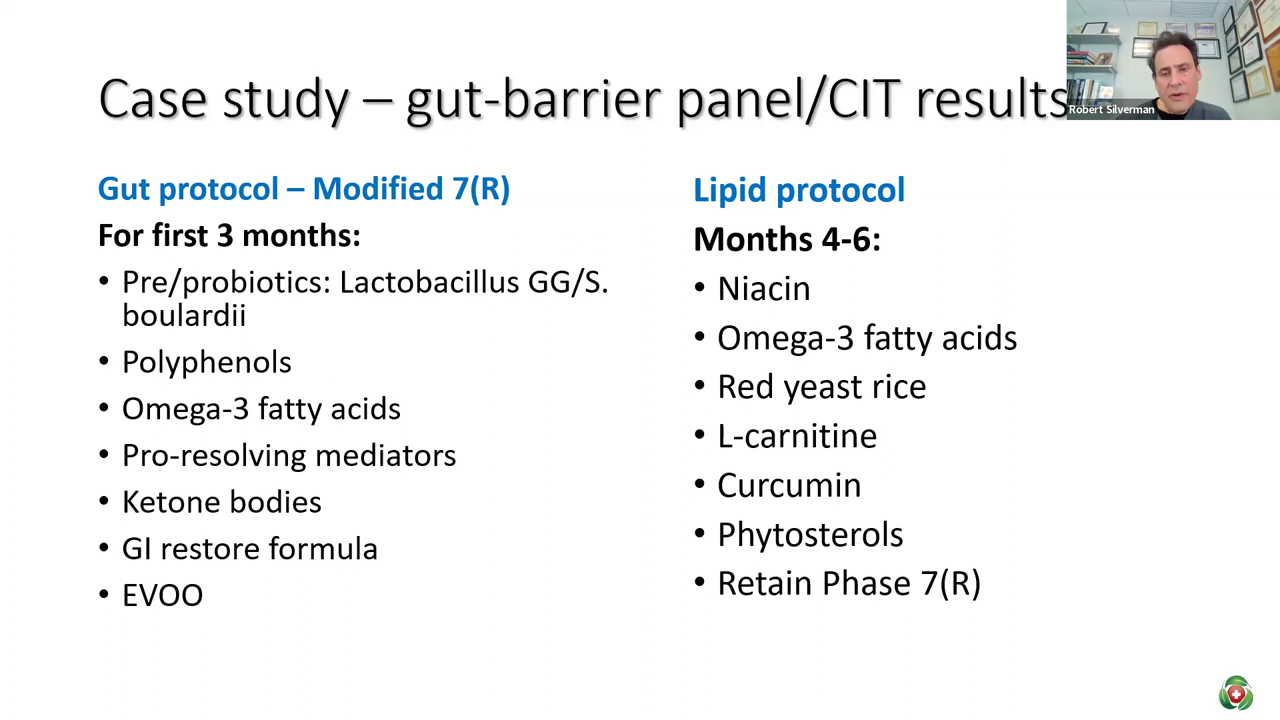 Case study – gut-barrier panel/CIT results
Robert Silverman
Gut protocol – Modified 7(R)
For first 3 months:
• Pre/probiotics: Lactobacillus GG/S.
boulardii
• Polyphenols
• Omega-3 fatty acids
• Pro-resolving mediators
• Ketone bodies
• GI restore formula
• EVOO
Lipid protocol
Months 4-6:
• Niacin
• Omega-3 fatty acids
• Red yeast rice
• L-carnitine
• Curcumin
• Phytosterols
• Retain Phase 7(R)